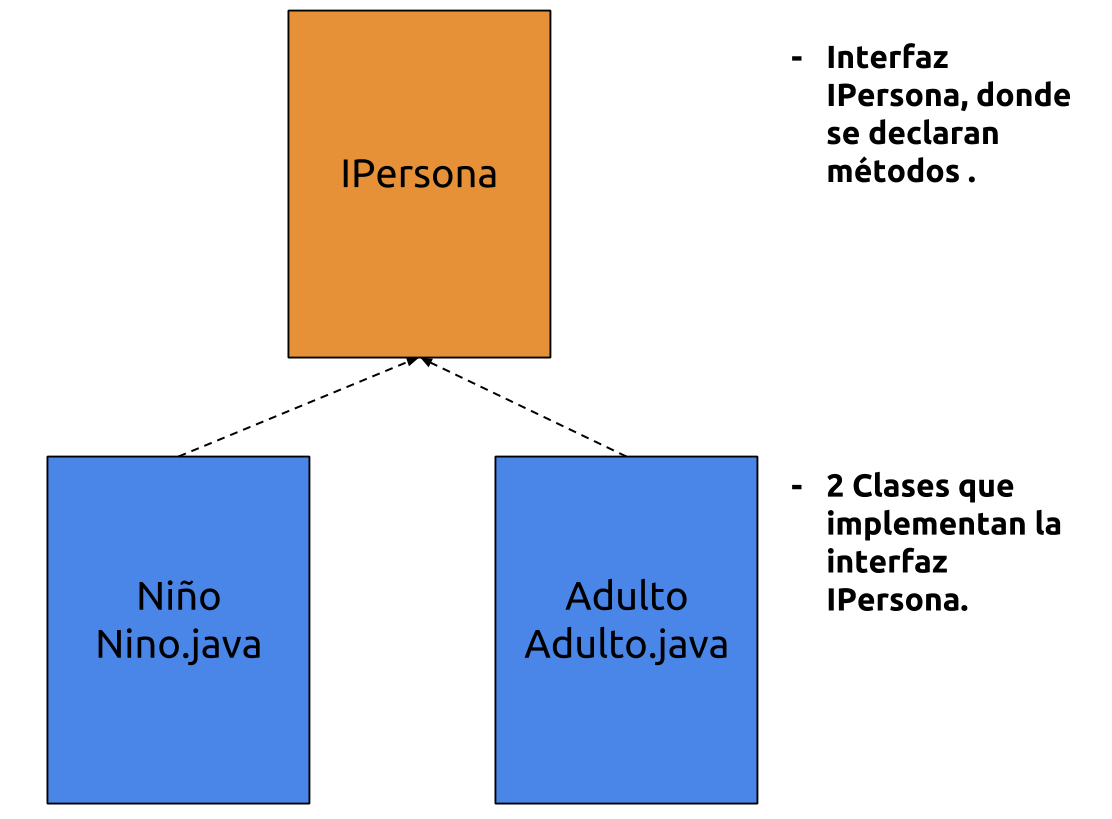 IPersona
- Interfaz
IPersona, donde
se declaran
métodos .
Niño
Nino.java
Adulto
Adulto.java
- 2 Clases que
implementan la
interfaz
IPersona.